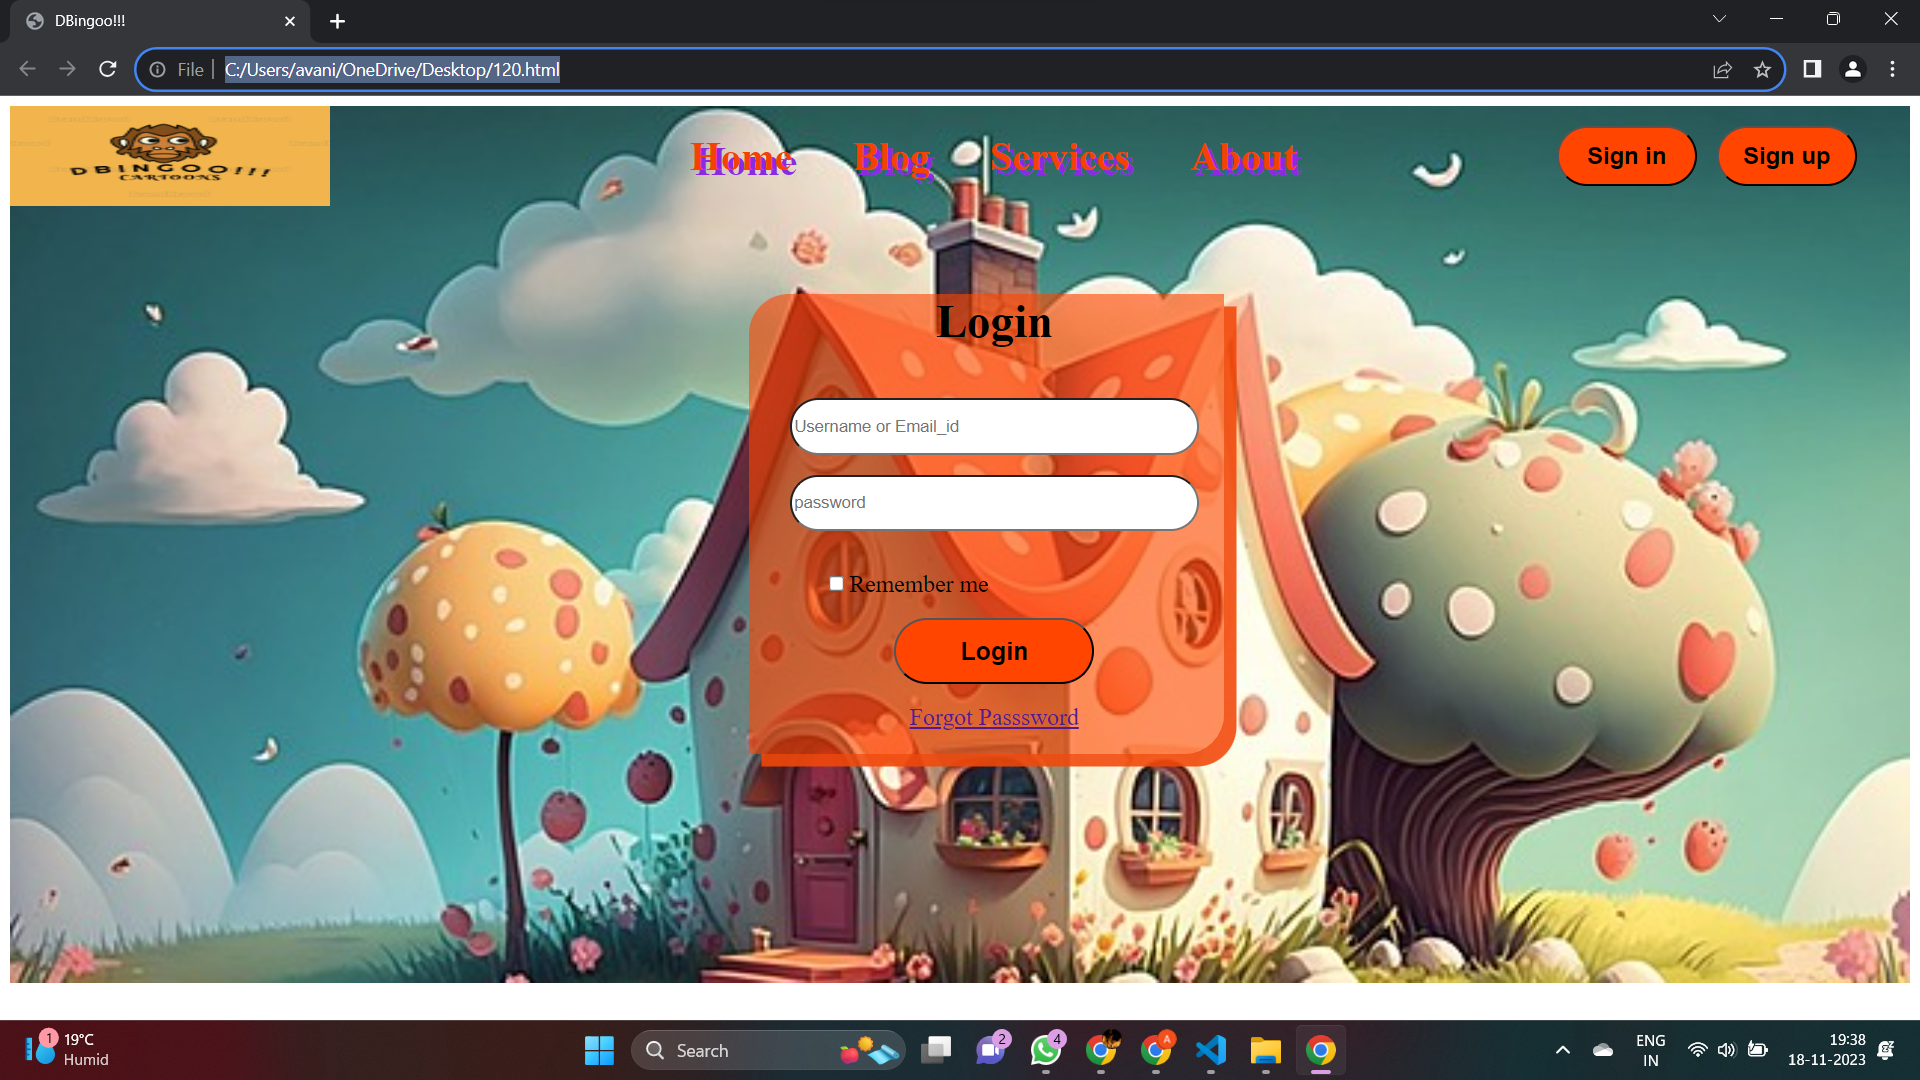 DBingoo!!!
File
C:/Users/avani/OneDrive/Desktop/120.html
DBINGOO!!!
CARTOONS
Home Blog Services About
Sign in Sign up
Login
Username or Email_id
password
Remember me
Login
Forgot Passsword
1
19°C
Humid
Search
2
4
A
ENG
IN
19:38
18-11-2023